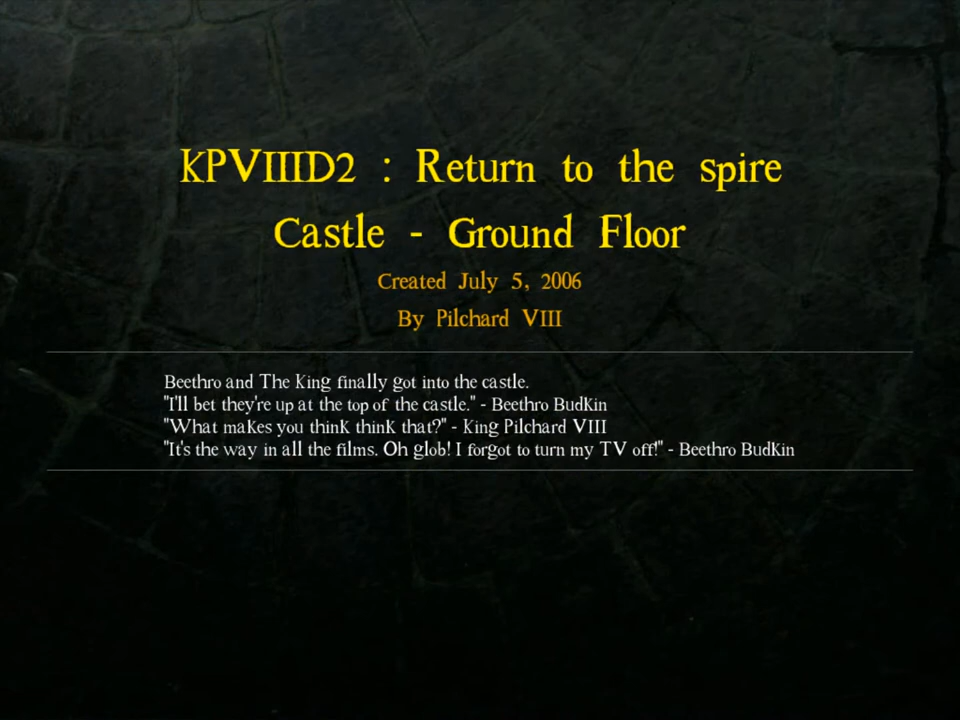 KPVIIID2 : Return to the spire
Castle - Ground Floor
Created July 5, 2006
By Pilchard VIII
Beethro and The King finally got into the castle.
"I'll bet they're up at the top of the castle." - Beethro Budkin
"What makes you think think that?" - King Pilchard VIII
"It's the way in all the films. Oh glob! I forgot to turn my TV off!" - Beethro Budkin